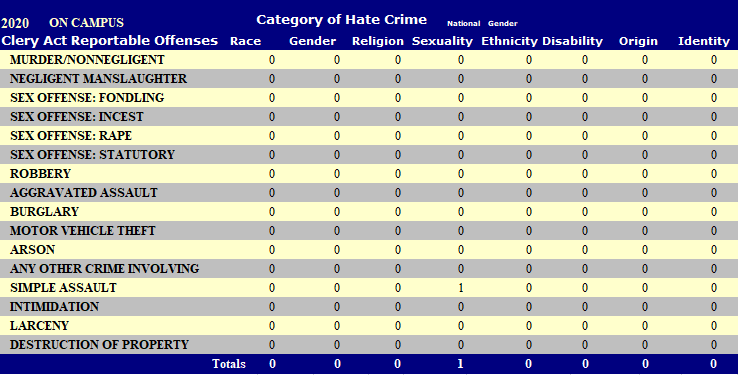 2020 ON CAMPUS Category of Hate Crime National Gender
Clery Act Reportable Offenses Race Gender Religion Sexuality Ethnicity Disability Origin Identity
MURDER/NONNEGLIGENT 0 0 0 0 0 0 0 0
NEGLIGENT MANSLAUGHTER 0 0 0 0 0 0 0 0
SEX OFFENSE: FONDLING 0 0 0 0 0 0 0 0
SEX OFFENSE: INCEST 0 0 0 0 0 0 0 0
SEX OFFENSE: RAPE 0 0 0 0 0 0 0 0
SEX OFFENSE: STATUTORY 0 0 0 0 0 0 0 0
ROBBERY 0 0 0 0 0 0 0 0
AGGRAVATED ASSAULT 0 0 0 0 0 0 0 0
BURGLARY 0 0 0 0 0 0 0 0
MOTOR VEHICLE THEFT 0 0 0 0 0 0 0 0
ARSON 0 0 0 0 0 0 0 0
ANY OTHER CRIME INVOLVING 0 0 0 0 0 0 0 0
SIMPLE ASSAULT 0 0 0 1 0 0 0 0
INTIMIDATION 0 0 0 0 0 0 0 0
LARCENY 0 0 0 0 0 0 0 0
DESTRUCTION OF PROPERTY 0 0 0 0 0 0 0 0
Totals 0 0 0 1 0 0 0 0